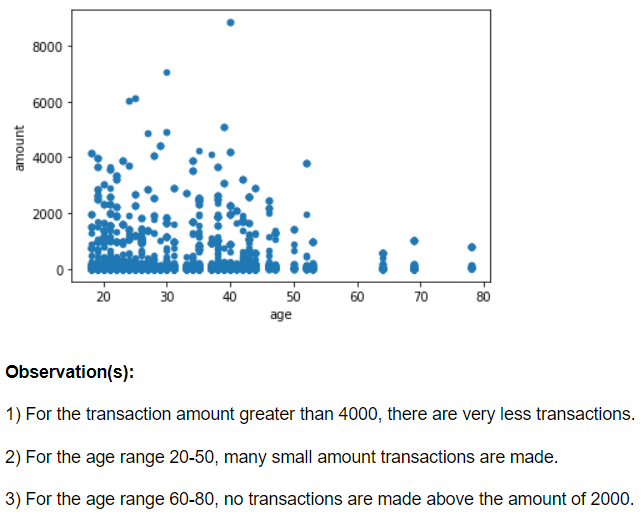 8000
6000
4000
2000
0
amount
20 30 40 50 60 70 80
age
Observation(s):
1) For the transaction amount greater than 4000, there are very less transactions.
2) For the age range 20-50, many small amount transactions are made.
3) For the age range 60-80, no transactions are made above the amount of 2000.